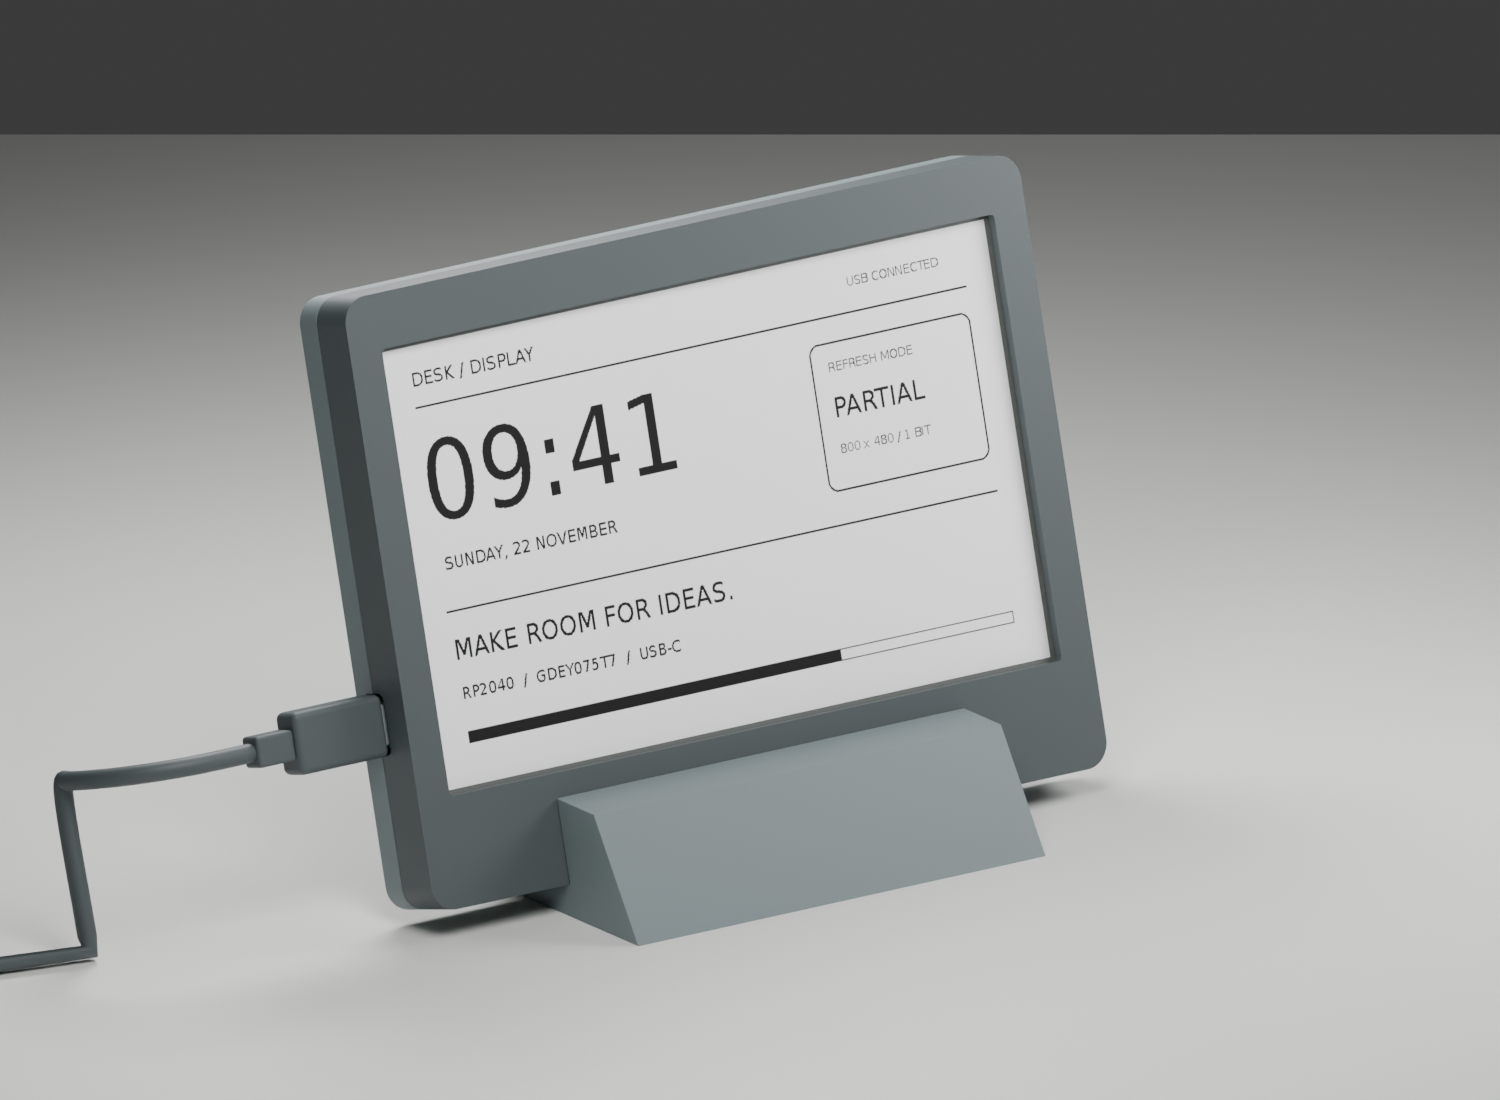 DESK / DISPLAY
USB CONNECTED
09:41
SUNDAY, 22 NOVEMBER
REFRESH MODE
PARTIAL
800 x 480 / 1 BIT
MAKE ROOM FOR IDEAS.
RP2040 / GDEY075T7 / USB-C